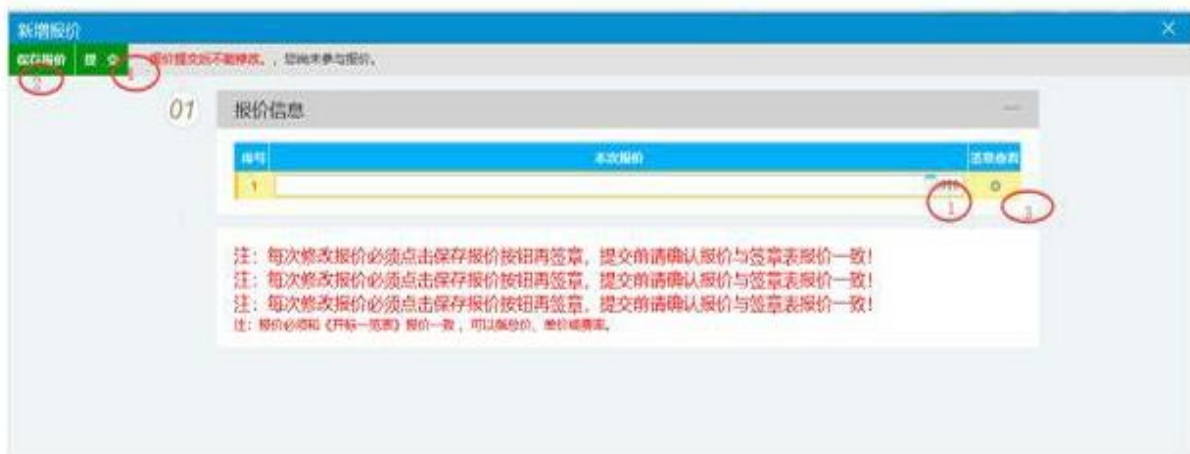 新增报价
保存报价 提 交 报价提交后不能修改。，您尚未参与报价。
2
01 报价信息
序号 本次报价 签章查看
1
1 3
注：每次修改报价必须点击保存报价按钮再签章，提交前请确认报价与签章表报价一致！
注：每次修改报价必须点击保存报价按钮再签章，提交前请确认报价与签章表报价一致！
注：每次修改报价必须点击保存报价按钮再签章，提交前请确认报价与签章表报价一致！
注：报价必须和《开标一览表》报价一致，可以是总价、单价或费率。